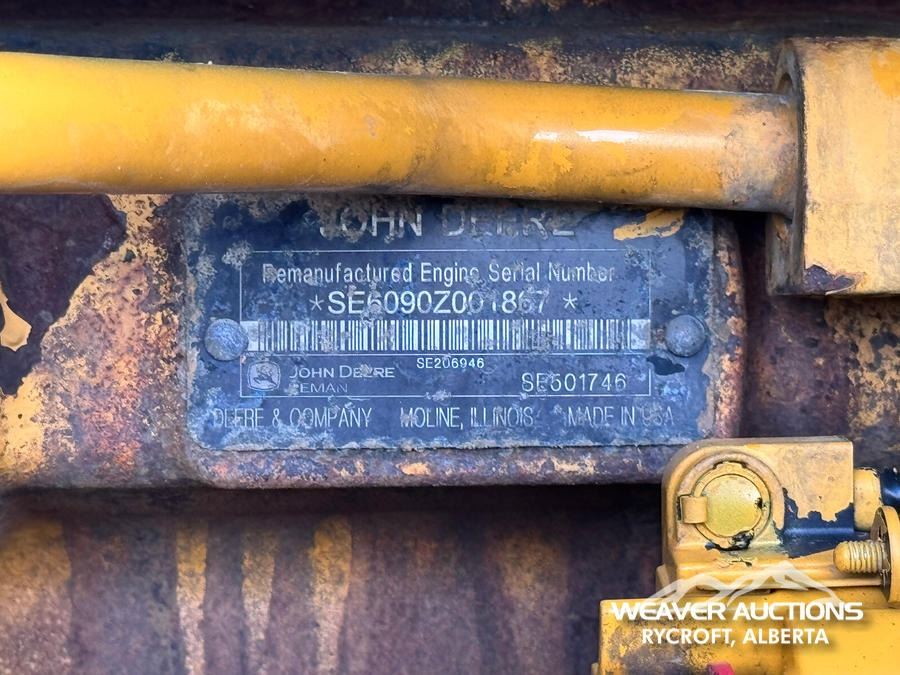 JOHN DEERE
Remanufactured Engine Serial Number
*SE6090Z001867 *
SE206946
JOHN DEERE
REMAN
SE501746
DEERE & COMPANY MOLINE, ILLINOIS MADE IN USA
WEAVER AUCTIONS
RYCROFT, ALBERTA